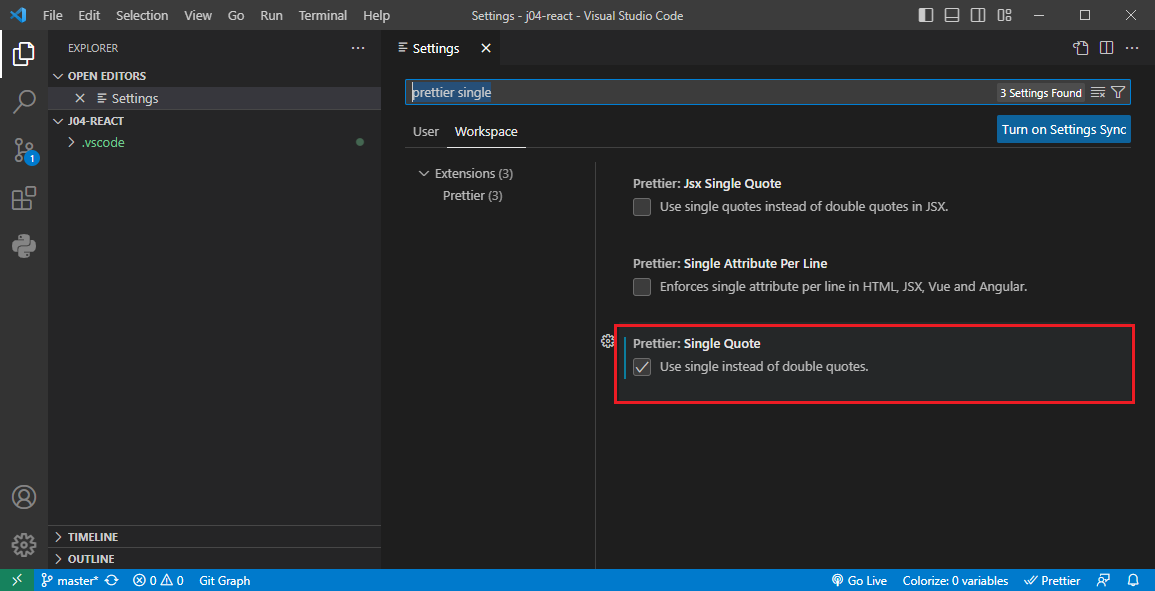 File Edit Selection View Go Run Terminal Help Settings - j04-react - Visual Studio Code
EXPLORER
OPEN EDITORS
Settings
J04-REACT
.vscode
TIMELINE
OUTLINE
1
Settings
prettier single 3 Settings Found
User Workspace Turn on Settings Sync
Extensions (3)
Prettier (3)
Prettier: Jsx Single Quote
Use single quotes instead of double quotes in JSX.
Prettier: Single Attribute Per Line
Enforces single attribute per line in HTML, JSX, Vue and Angular.
Prettier: Single Quote
Use single instead of double quotes.
master* 0 0 Git Graph Go Live Colorize: 0 variables Prettier